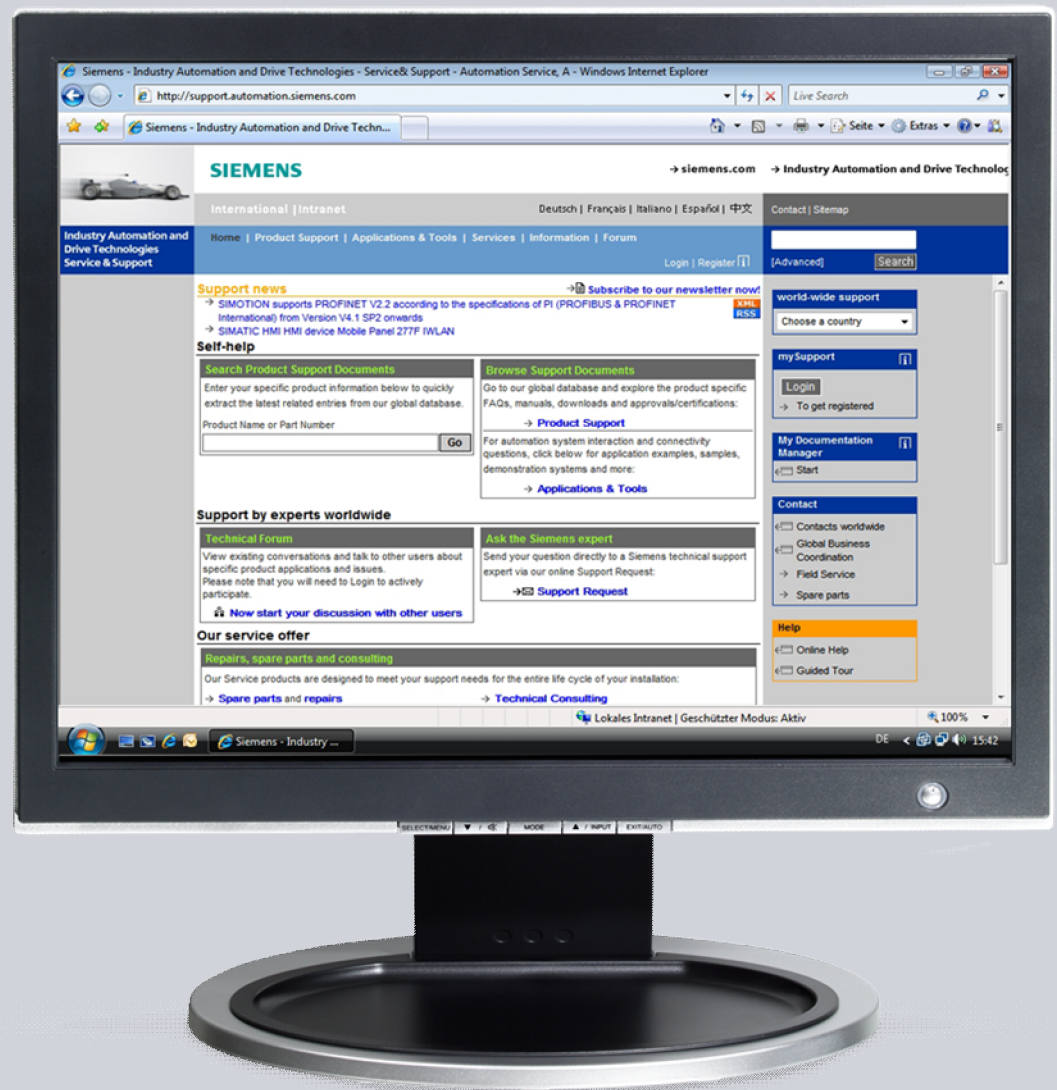 Siemens - Industry Automation and Drive Technologies - Service& Support - Automation Service, A - Windows Internet Explorer
http://support.automation.siemens.com
Live Search
Siemens - Industry Automation and Drive Techn...
Seite
Extras
SIEMENS
→ siemens.com → Industry Automation and Drive Technolog
International | Intranet
Deutsch | Français | Italiano | Español | 中文
Contact | Sitemap
Industry Automation and
Drive Technologies
Service & Support
Home | Product Support | Applications & Tools | Services | Information | Forum
Login | Register
[Advanced]
Search
Support news
→ Subscribe to our newsletter now!
→ SIMOTION supports PROFINET V2.2 according to the specifications of PI (PROFIBUS & PROFINET
International) from Version V4.1 SP2 onwards
XML
RSS
→ SIMATIC HMI HMI device Mobile Panel 277F IWLAN
Self-help
Search Product Support Documents
Enter your specific product information below to quickly
extract the latest related entries from our global database.
Product Name or Part Number
Go
Browse Support Documents
Go to our global database and explore the product specific
FAQs, manuals, downloads and approvals/certifications:
→ Product Support
For automation system interaction and connectivity
questions, click below for application examples, samples,
demonstration systems and more:
→ Applications & Tools
Support by experts worldwide
Technical Forum
View existing conversations and talk to other users about
specific product applications and issues.
Please note that you will need to Login to actively
participate.
Now start your discussion with other users
Ask the Siemens expert
Send your question directly to a Siemens technical support
expert via our online Support Request:
→ Support Request
Our service offer
Repairs, spare parts and consulting
Our Service products are designed to meet your support needs for the entire life cycle of your installation:
→ Spare parts and repairs
→ Technical Consulting
world-wide support
Choose a country
mySupport
Login
→ To get registered
My Documentation
Manager
Start
Contact
Contacts worldwide
Global Business
Coordination
→ Field Service
→ Spare parts
Help
Online Help
Guided Tour
Lokales Intranet | Geschützter Modus: Aktiv
100%
Siemens - Industry ...
DE
15:42
SELECT/MENU ▼ / MODE ▲ / INPUT EXIT/AUTO